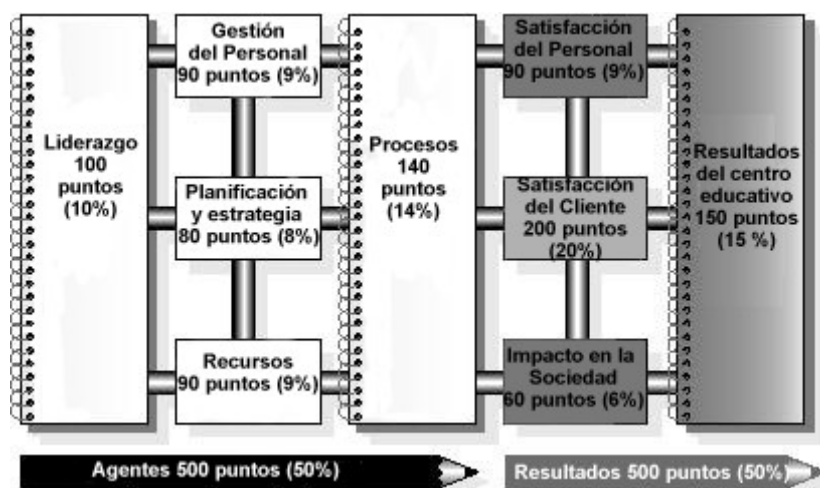 Liderazgo
100
puntos
(10%)
Gestión
del Personal
90 puntos (9%)
Planificación
y estrategia
80 puntos (8%)
Recursos
90 puntos (9%)
Procesos
140
puntos
(14%)
Satisfacción
del Personal
90 puntos (9%)
Satisfacción
del Cliente
200 puntos
(20%)
Impacto en la
Sociedad
60 puntos (6%)
Resultados
del centro
educativo
150 puntos
(15 %)
Agentes 500 puntos (50%)
Resultados 500 puntos (50%)